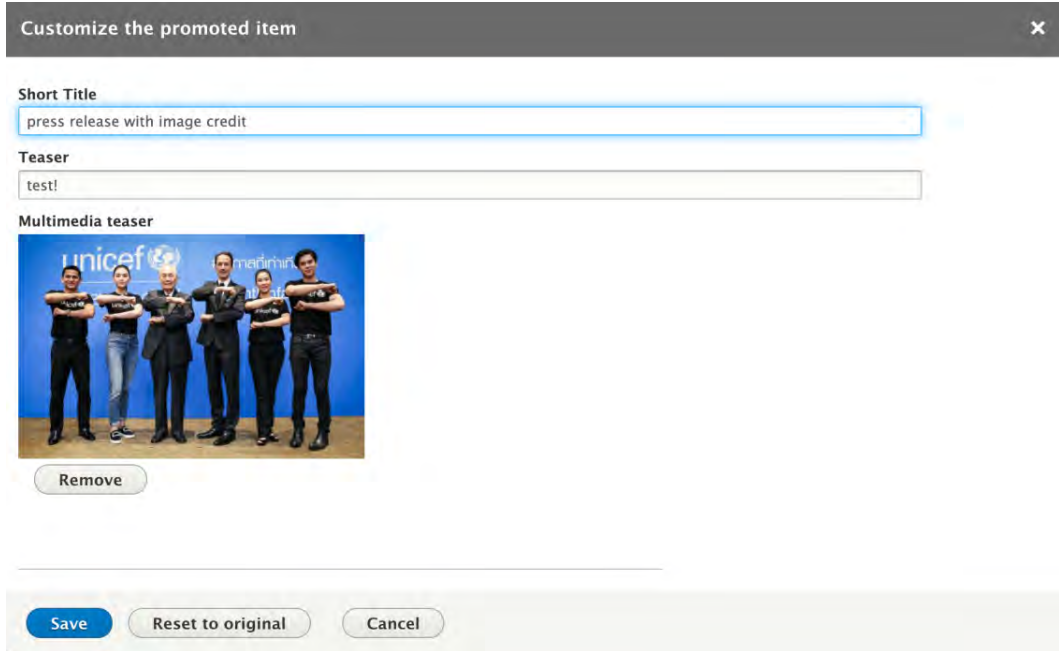 Customize the promoted item
Short Title
press release with image credit
Teaser
test!
Multimedia teaser
unicef
unicef
Remove
Save
Reset to original
Cancel